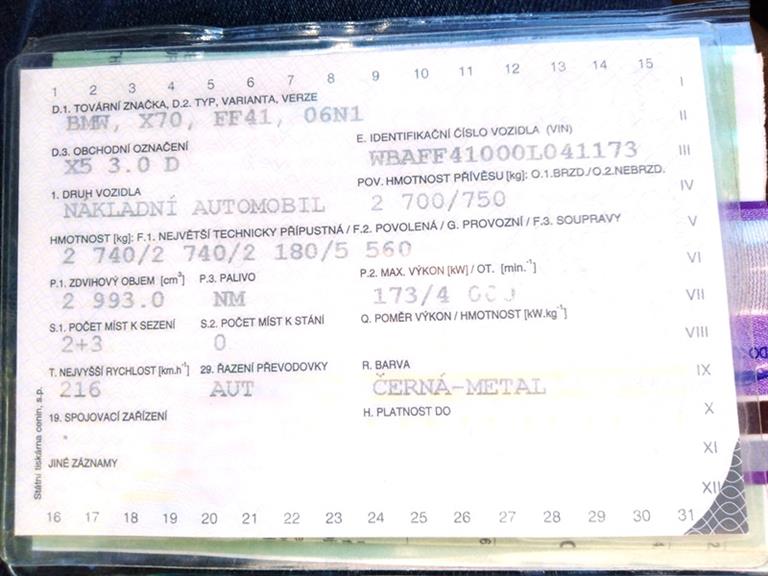 1 2 3 4 5 6 7 8 9 10 11 12 13 14 15
D.1. TOVÁRNÍ ZNAČKA, D.2. TYP, VARIANTA, VERZE
BMW, X70, FF41, 06N1
I
II
D.3. OBCHODNÍ OZNAČENÍ
X5 3.0 D
E. IDENTIFIKAČNÍ ČÍSLO VOZIDLA (VIN)
WBAFF41000L041173
III
1. DRUH VOZIDLA
NÁKLADNÍ AUTOMOBIL
POV. HMOTNOST PŘÍVĚSU [kg]: O.1.BRZD./O.2.NEBRZD.
2 700/750
IV
HMOTNOST [kg]: F.1. NEJVĚTŠÍ TECHNICKY PŘÍPUSTNÁ / F.2. POVOLENÁ / G. PROVOZNÍ / F.3. SOUPRAVY
2 740/2 740/2 180/5 560
V
P.1. ZDVIHOVÝ OBJEM [cm³]
2 993.0
P.3. PALIVO
NM
P.2. MAX. VÝKON [kW] / OT. [min.⁻¹]
173/4
VI
VII
S.1. POČET MÍST K SEZENÍ
2+3
S.2. POČET MÍST K STÁNÍ
0
Q. POMĚR VÝKON / HMOTNOST [kW.kg⁻¹]
VIII
T. NEJVYŠŠÍ RYCHLOST [km.h⁻¹]
216
29. ŘAZENÍ PŘEVODOVKY
AUT
R. BARVA
ČERNÁ-METAL
IX
19. SPOJOVACÍ ZAŘÍZENÍ
H. PLATNOST DO
X
JINÉ ZÁZNAMY
XI
XII
16 17 18 19 20 21 22 23 24 25 26 27 28 29 30 31
Státní tiskárna cenin, s.p.